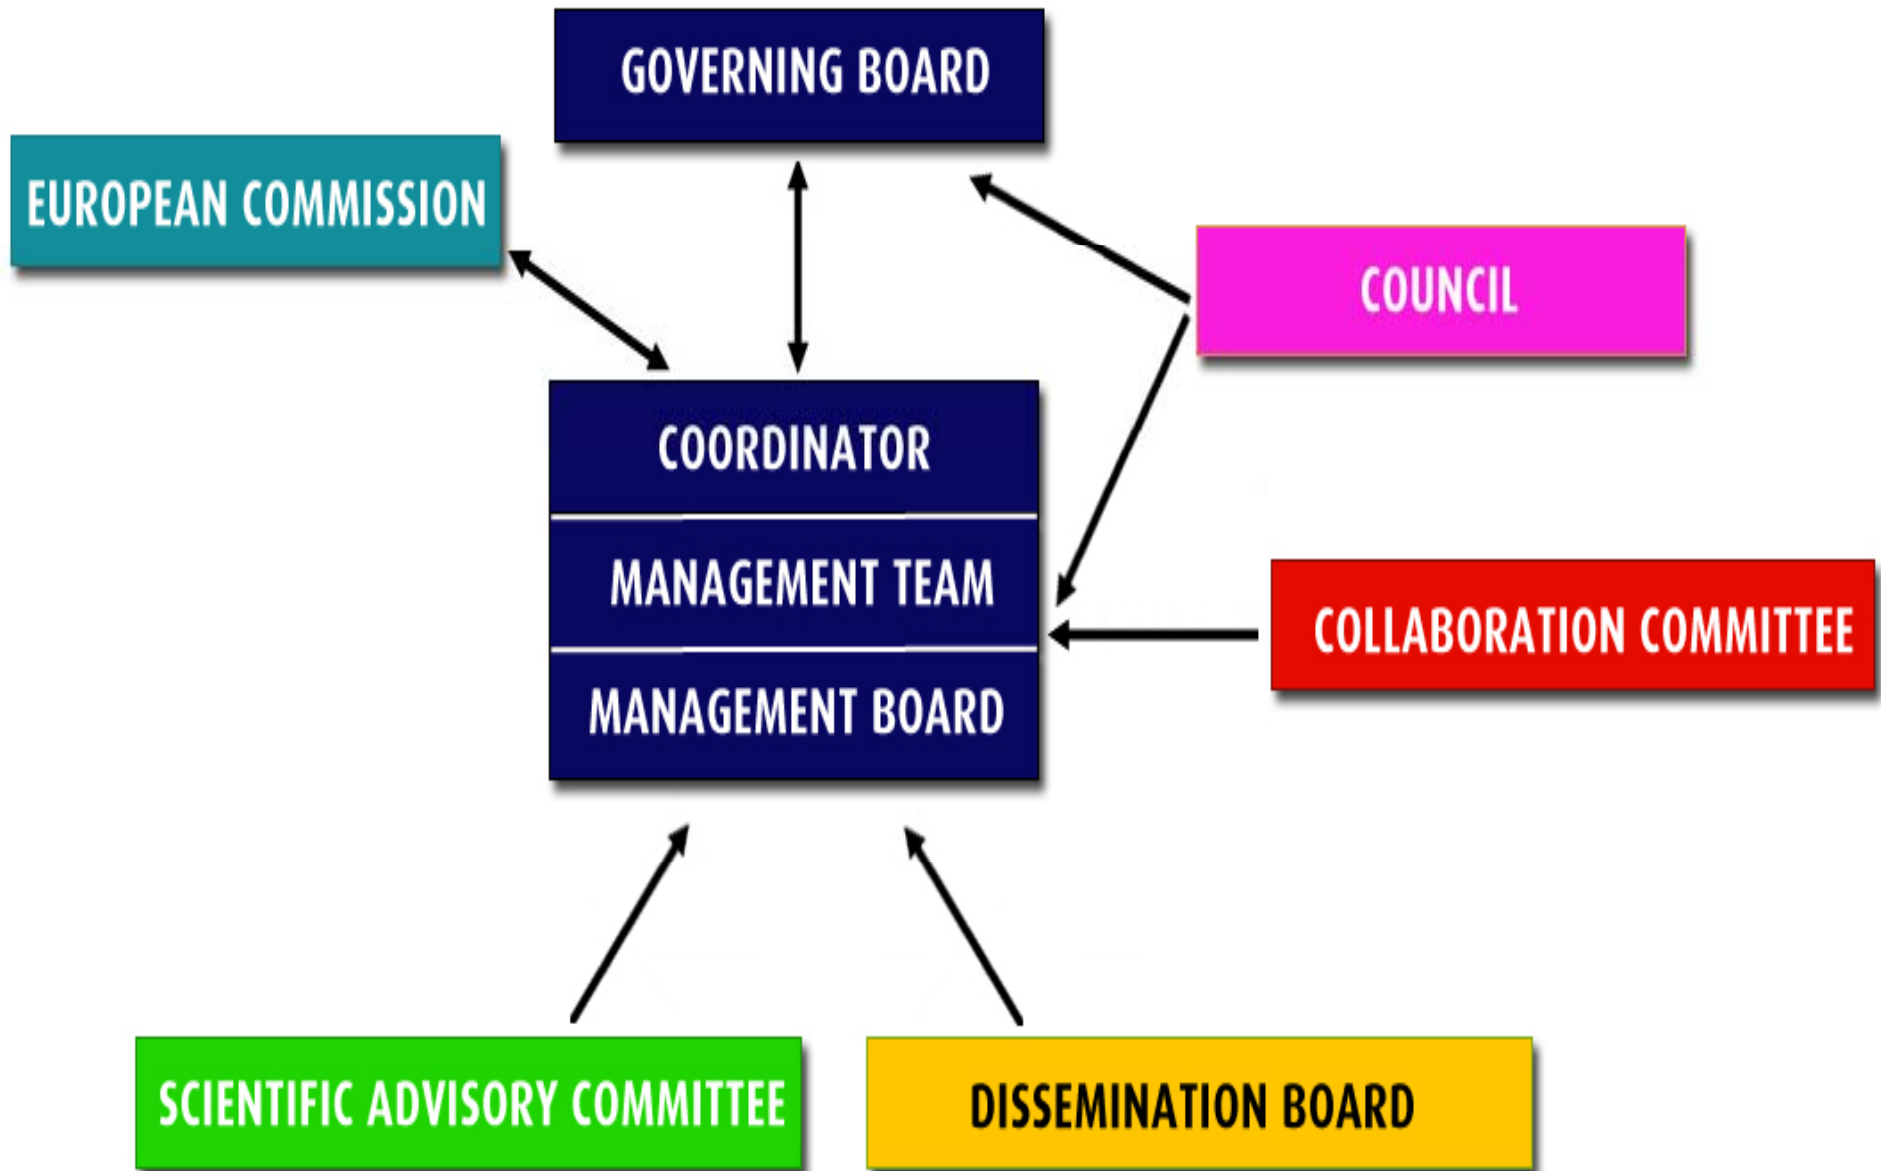 GOVERNING BOARD
EUROPEAN COMMISSION
COUNCIL
COORDINATOR
MANAGEMENT TEAM
COLLABORATION COMMITTEE
MANAGEMENT BOARD
SCIENTIFIC ADVISORY COMMITTEE
DISSEMINATION BOARD